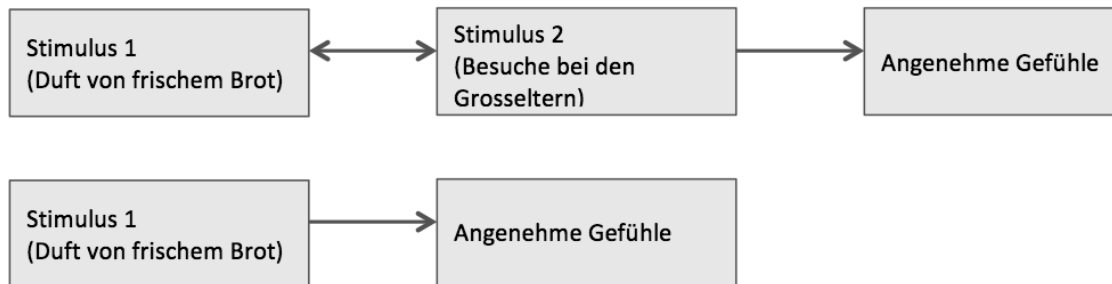 Stimulus 1
(Duft von frischem Brot)
Stimulus 2
(Besuche bei den
Grosseltern)
Angenehme Gefühle
Stimulus 1
(Duft von frischem Brot)
Angenehme Gefühle